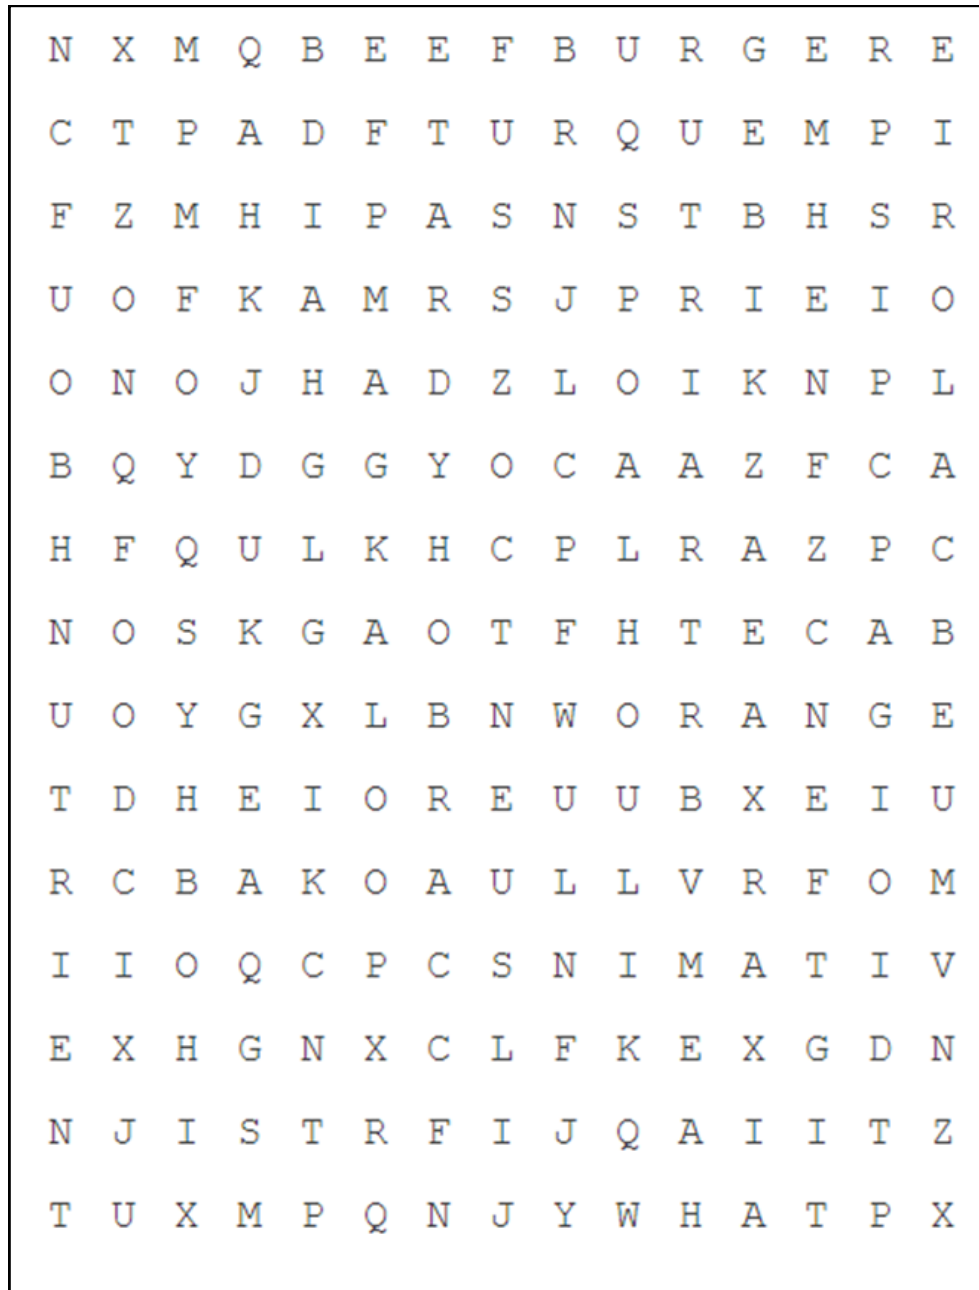 N X M Q B E E F B U R G E R E
C T P A D F T U R Q U E M P I
F Z M H I P A S N S T B H S R
U O F K A M R S J P R I E I O
O N O J H A D Z L O I K N P L
B Q Y D G G Y O C A A Z F C A
H F Q U L K H C P L R A Z P C
N O S K G A O T F H T E C A B
U O Y G X L B N W O R A N G E
T D H E I O R E U U B X E I U
R C B A K O A U L L V R F O M
I I O Q C P C S N I M A T I V
E X H G N X C L F K E X G D N
N J I S T R F I J Q A I I T Z
T U X M P Q N J Y W H A T P X